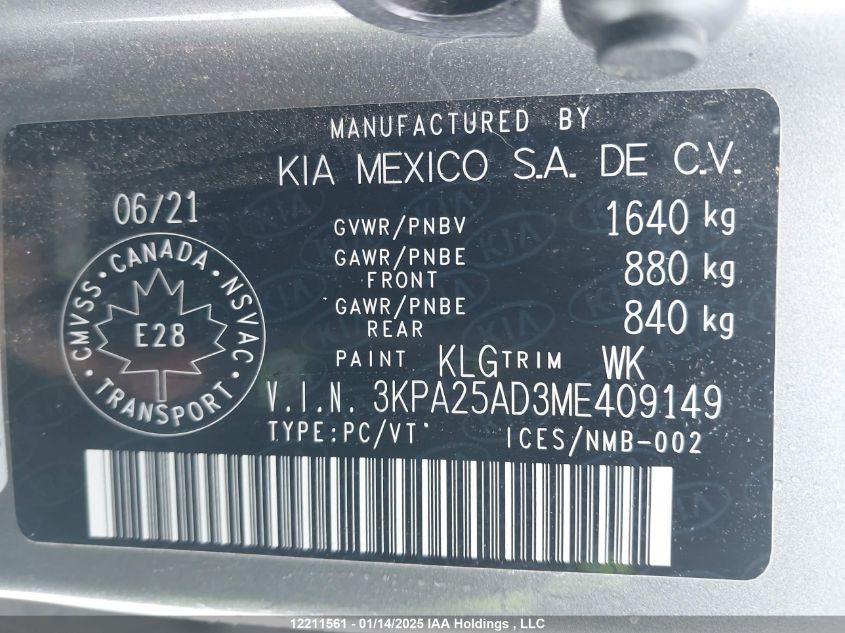 MANUFACTURED BY
KIA MEXICO S.A. DE C.V.
06/21
GVWR/PNBV 1640 kg
GAWR/PNBE FRONT 880 kg
GAWR/PNBE REAR 840 kg
PAINT KLG TRIM WK
V.I.N. 3KPA25AD3ME409149
TYPE:PC/VT ICES/NMB-002
CMVSS • CANADA • NSVAC • TRANSPORT •
E28
KIA
12211561 - 01/14/2025 IAA Holdings , LLC